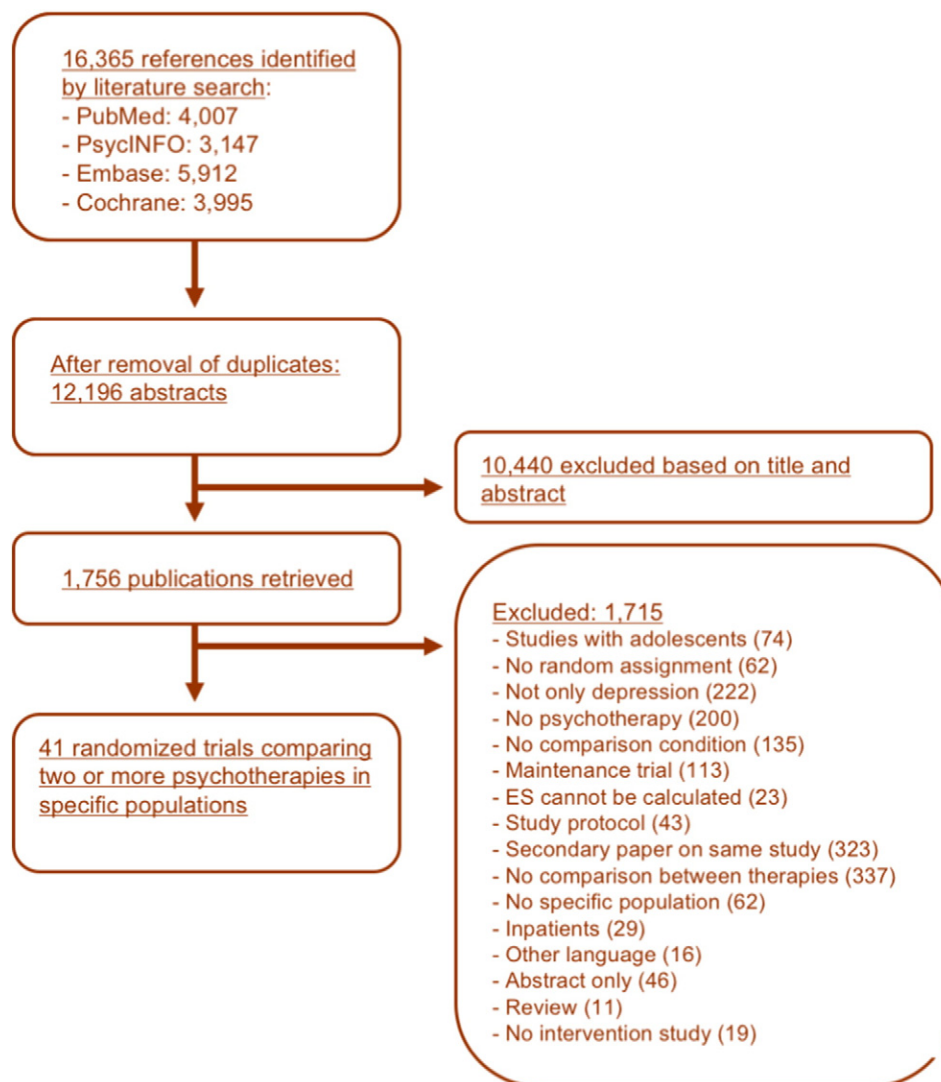 16,365 references identified
by literature search:
- PubMed: 4,007
- PsycINFO: 3,147
- Embase: 5,912
- Cochrane: 3,995
After removal of duplicates:
12,196 abstracts
10,440 excluded based on title and
abstract
1,756 publications retrieved
Excluded: 1,715
- Studies with adolescents (74)
- No random assignment (62)
- Not only depression (222)
- No psychotherapy (200)
- No comparison condition (135)
- Maintenance trial (113)
- ES cannot be calculated (23)
- Study protocol (43)
- Secondary paper on same study (323)
- No comparison between therapies (337)
- No specific population (62)
- Inpatients (29)
- Other language (16)
- Abstract only (46)
- Review (11)
- No intervention study (19)
41 randomized trials comparing
two or more psychotherapies in
specific populations